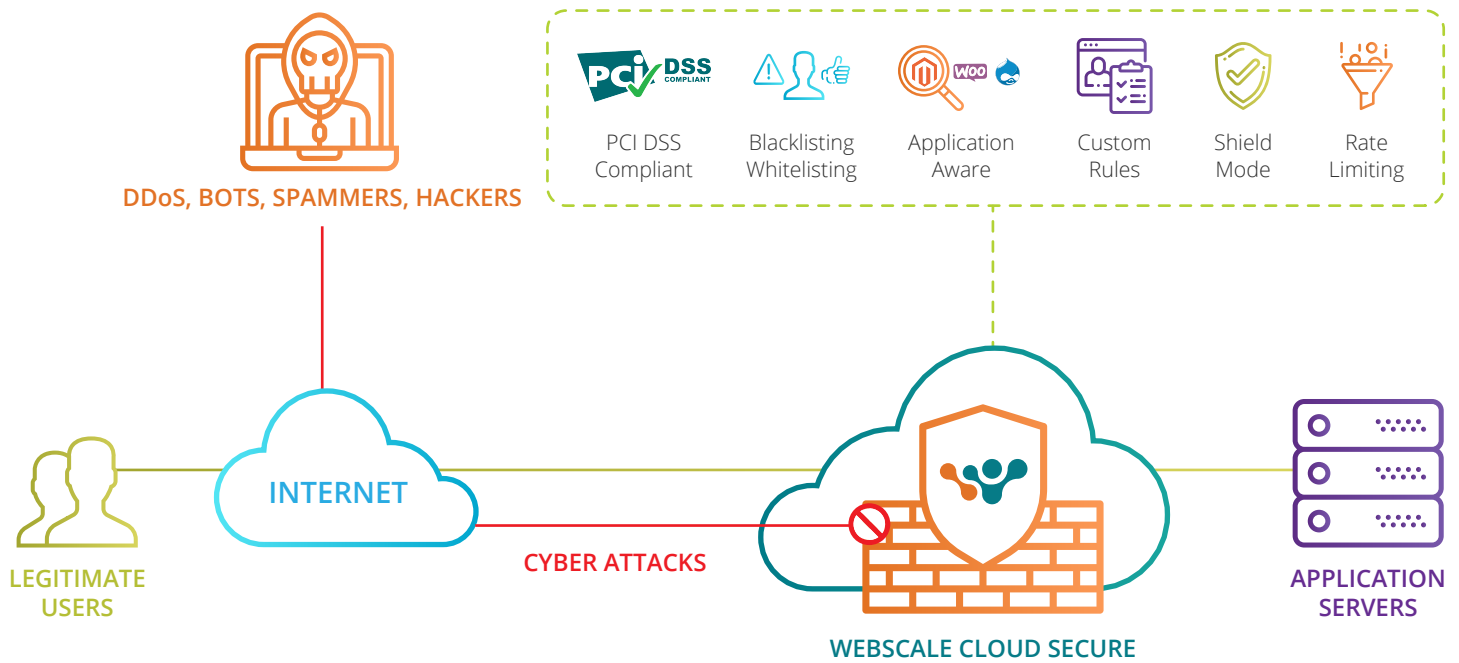 PCi DSS
COMPLIANT
WOO
PCI DSS
Compliant
Blacklisting
Whitelisting
Application
Aware
Custom
Rules
Shield
Mode
Rate
Limiting
DDoS, BOTS, SPAMMERS, HACKERS
INTERNET
CYBER ATTACKS
LEGITIMATE
USERS
APPLICATION
SERVERS
WEBSCALE CLOUD SECURE